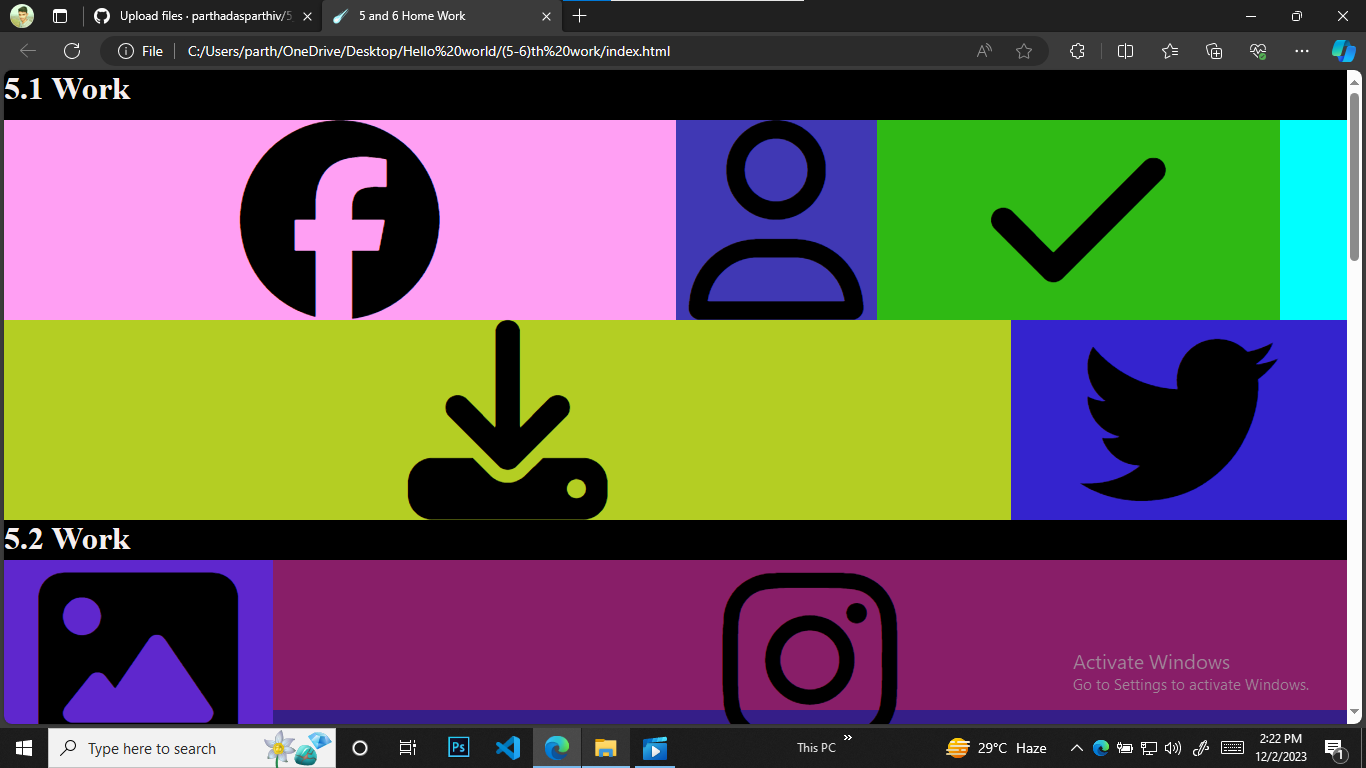 Upload files · parthadasparthiv/5
5 and 6 Home Work
File
C:/Users/parth/OneDrive/Desktop/Hello%20world/(5-6)th%20work/index.html
5.1 Work
5.2 Work
Activate Windows
Go to Settings to activate Windows.
Type here to search
Ps
This PC
29°C Haze
2:22 PM
12/2/2023
1